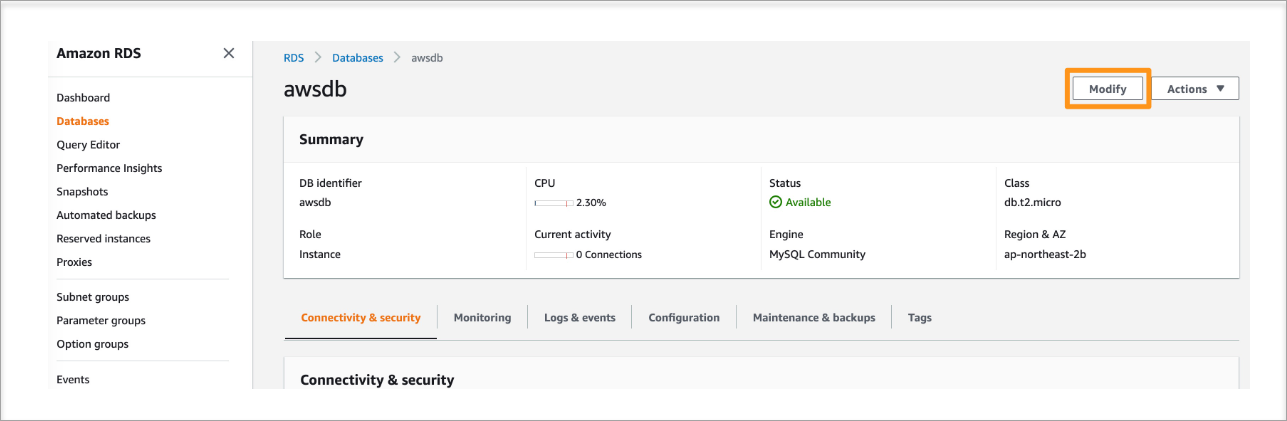 Amazon RDS
Dashboard
Databases
Query Editor
Performance Insights
Snapshots
Automated backups
Reserved instances
Proxies
Subnet groups
Parameter groups
Option groups
Events
RDS Databases awsdb
awsdb
Modify
Actions
Summary
DB identifier
awsdb
CPU
2.30%
Status
Available
Class
db.t2.micro
Role
Instance
Current activity
0 Connections
Engine
MySQL Community
Region & AZ
ap-northeast-2b
Connectivity & security
Monitoring
Logs & events
Configuration
Maintenance & backups
Tags
Connectivity & security